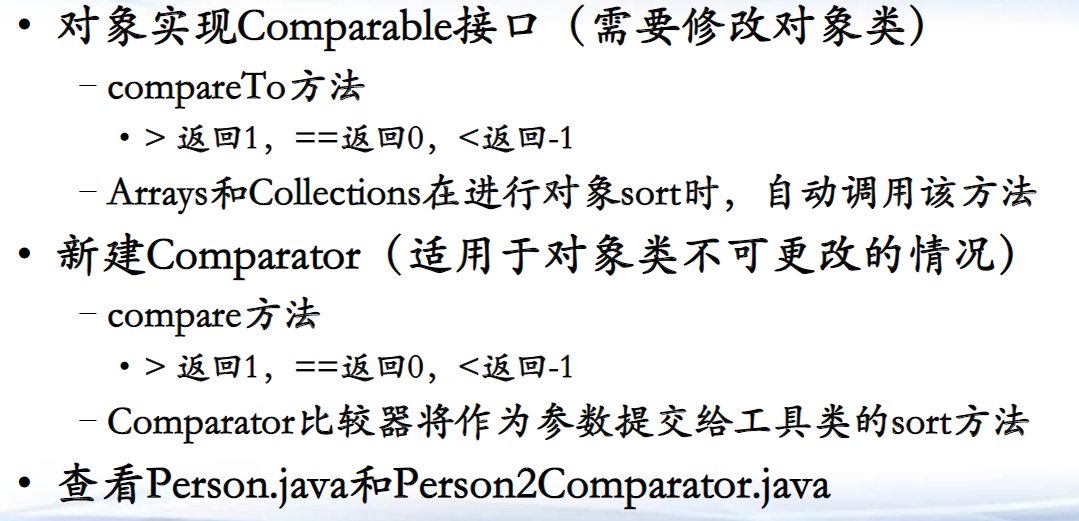 • 对象实现Comparable接口（需要修改对象类）
– compareTo方法
• > 返回1，==返回0，<返回-1
– Arrays和Collections在进行对象sort时，自动调用该方法
• 新建Comparator（适用于对象类不可更改的情况）
– compare方法
• > 返回1，==返回0，<返回-1
– Comparator比较器将作为参数提交给工具类的sort方法
• 查看Person.java和Person2Comparator.java